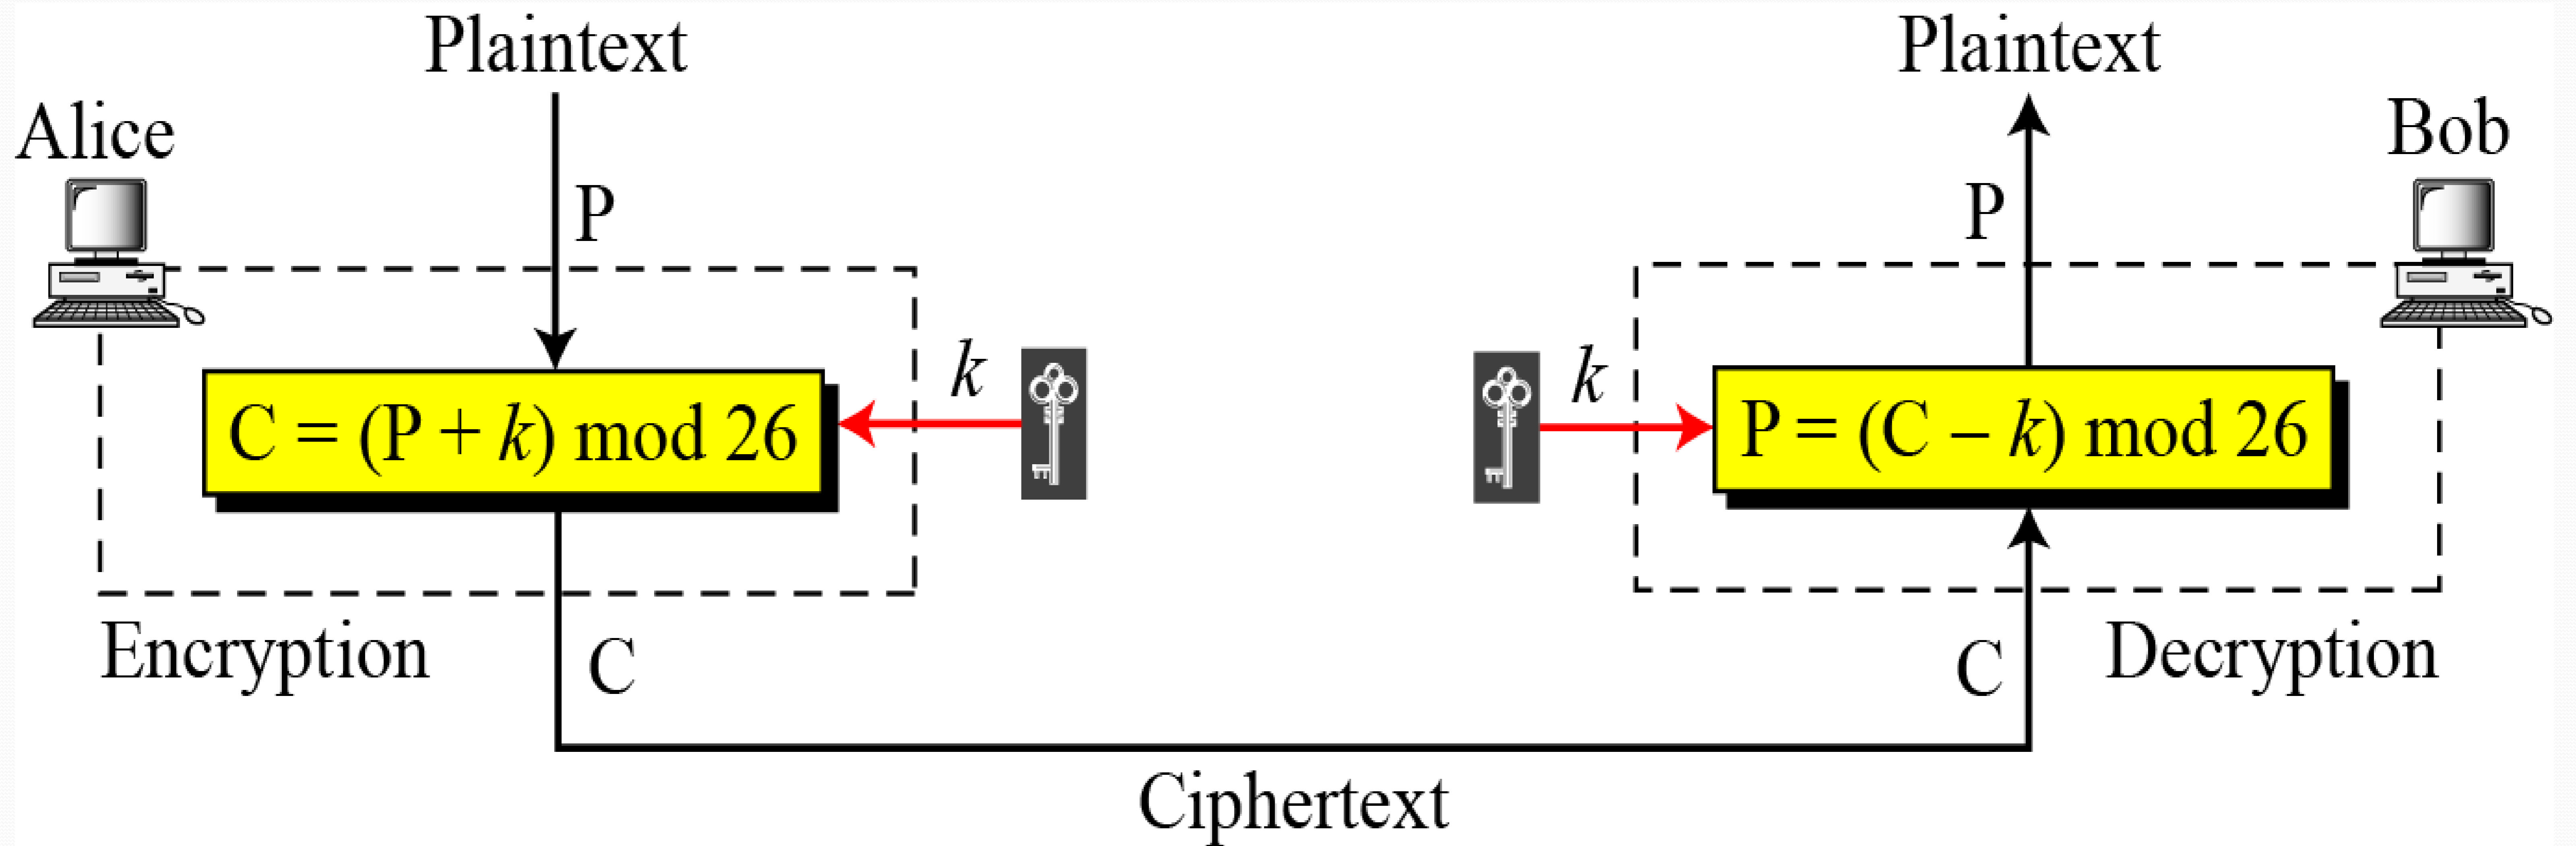 Plaintext
Plaintext
Alice
Bob
P
P
k
k
C = (P + k) mod 26
P = (C – k) mod 26
Encryption
C
C
Decryption
Ciphertext